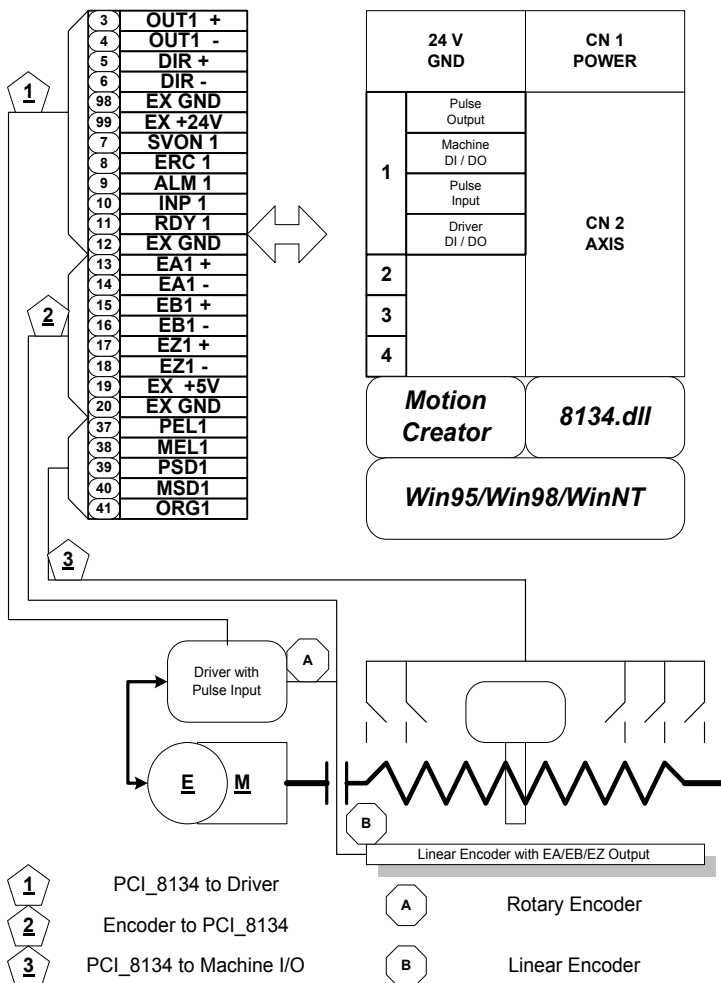 3 OUT1 +
4 OUT1 -
5 DIR +
6 DIR -
98 EX GND
99 EX +24V
7 SVON 1
8 ERC 1
9 ALM 1
10 INP 1
11 RDY 1
12 EX GND
13 EA1 +
14 EA1 -
15 EB1 +
16 EB1 -
17 EZ1 +
18 EZ1 -
19 EX +5V
20 EX GND
37 PEL1
38 MEL1
39 PSD1
40 MSD1
41 ORG1
1
2
3
24 V
GND
CN 1
POWER
1
Pulse
Output
Machine
DI / DO
Pulse
Input
Driver
DI / DO
CN 2
AXIS
2
3
4
Motion
Creator
8134.dll
Win95/Win98/WinNT
Driver with
Pulse Input
A
E M
B
Linear Encoder with EA/EB/EZ Output
1 PCI_8134 to Driver
2 Encoder to PCI_8134
3 PCI_8134 to Machine I/O
A Rotary Encoder
B Linear Encoder